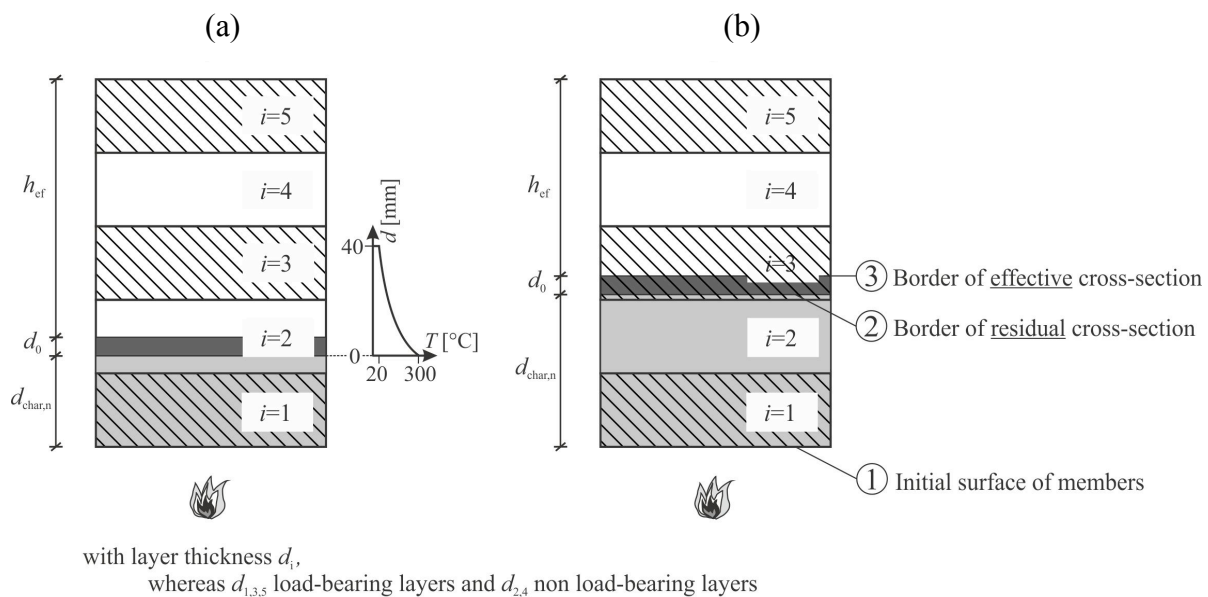 (a)
(b)
i=5
i=4
i=3
i=2
i=1
h_ef
d_0
d_char,n
d [mm]
40
0
T [°C]
20 300
i=5
i=4
i=3
i=2
i=1
h_ef
d_0
d_char,n
3 Border of effective cross-section
2 Border of residual cross-section
1 Initial surface of members
with layer thickness d_i,
whereas d_1,3,5 load-bearing layers and d_2,4 non load-bearing layers